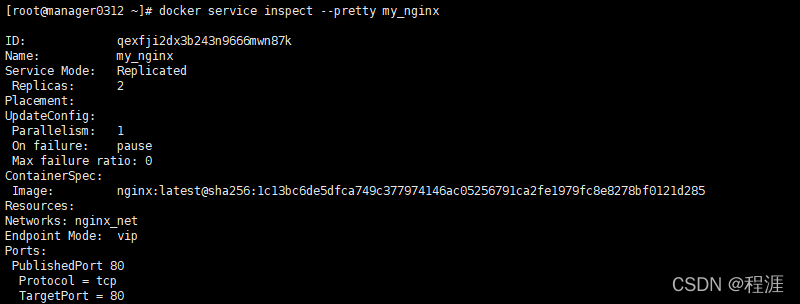 [root@manager0312 ~]# docker service inspect --pretty my_nginx
ID: qexfji2dx3b243n9666mwn87k
Name: my_nginx
Service Mode: Replicated
Replicas: 2
Placement:
UpdateConfig:
Parallelism: 1
On failure: pause
Max failure ratio: 0
ContainerSpec:
Image: nginx:latest@sha256:1c13bc6de5dfca749c377974146ac05256791ca2fe1979fc8e8278bf0121d285
Resources:
Networks: nginx_net
Endpoint Mode: vip
Ports:
PublishedPort 80
Protocol = tcp
TargetPort = 80
CSDN @程涯